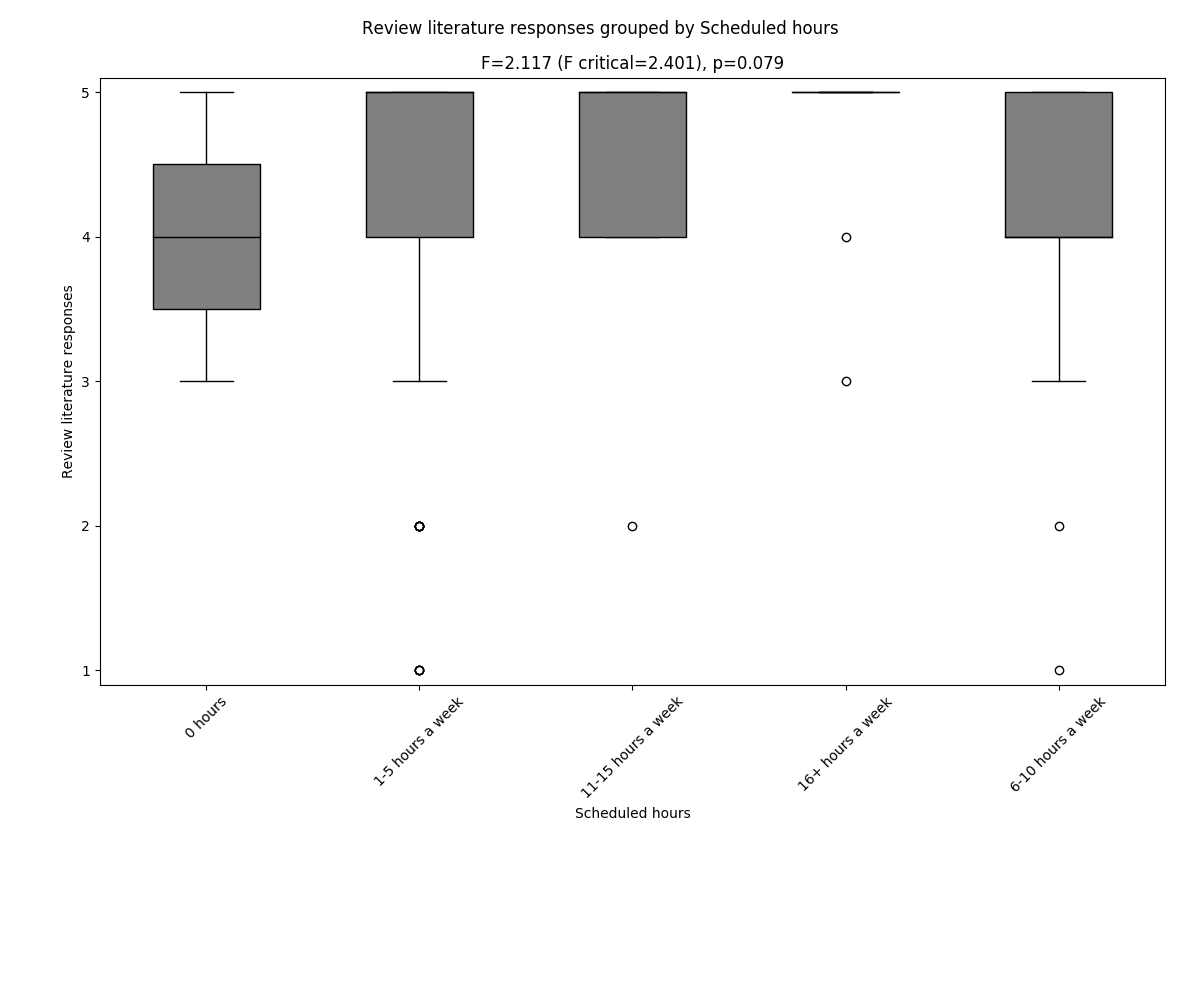 Review literature responses grouped by Scheduled hours
F=2.117 (F critical=2.401), p=0.079
Review literature responses
5
4
3
2
1
0 hours
1-5 hours a week
11-15 hours a week
16+ hours a week
6-10 hours a week
Scheduled hours